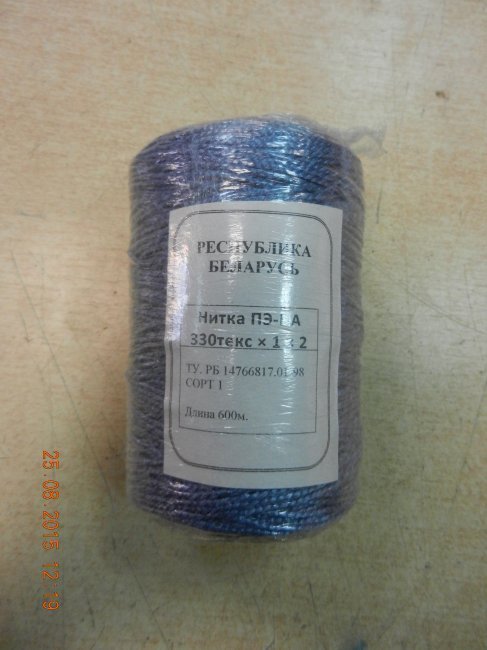 РЕСПУБЛИКА
БЕЛАРУСЬ
Нитка
330текс × 1 × 2
ТУ. РБ 14766817.01-98
СОРТ 1
Длина 600м.
25.08.2015 12:19